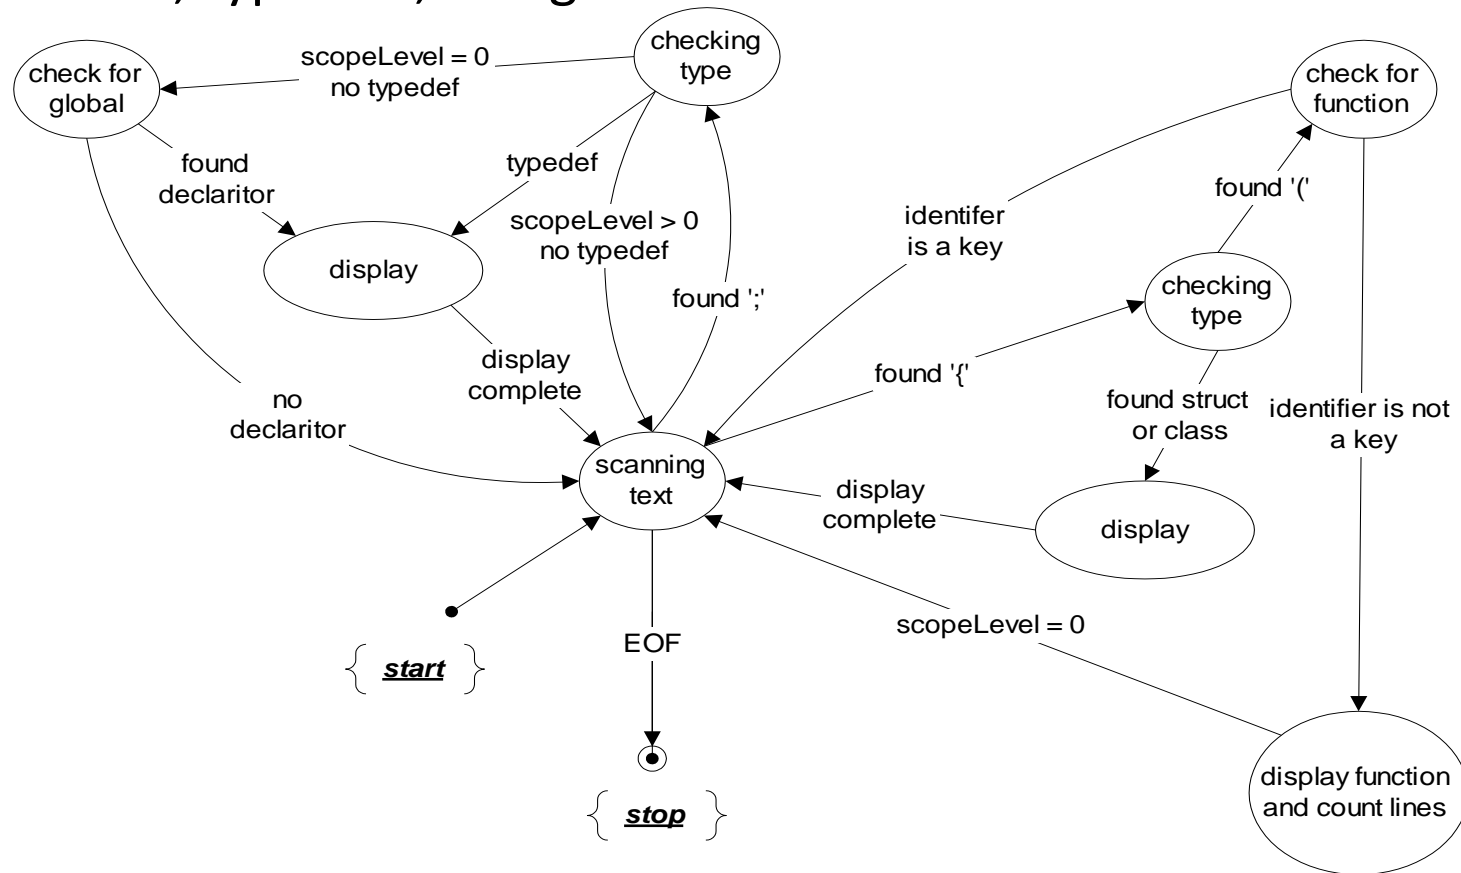 checking
type
scopeLevel = 0
no typedef
check for
global
check for
function
found
declaritor
typedef
found '('
scopeLevel > 0
no typedef
identifer
is a key
display
checking
type
found ';'
display
complete
found '{'
no
declaritor
found struct
or class
identifier is not
a key
scanning
text
display
complete
display
scopeLevel = 0
EOF
start
stop
display function
and count lines